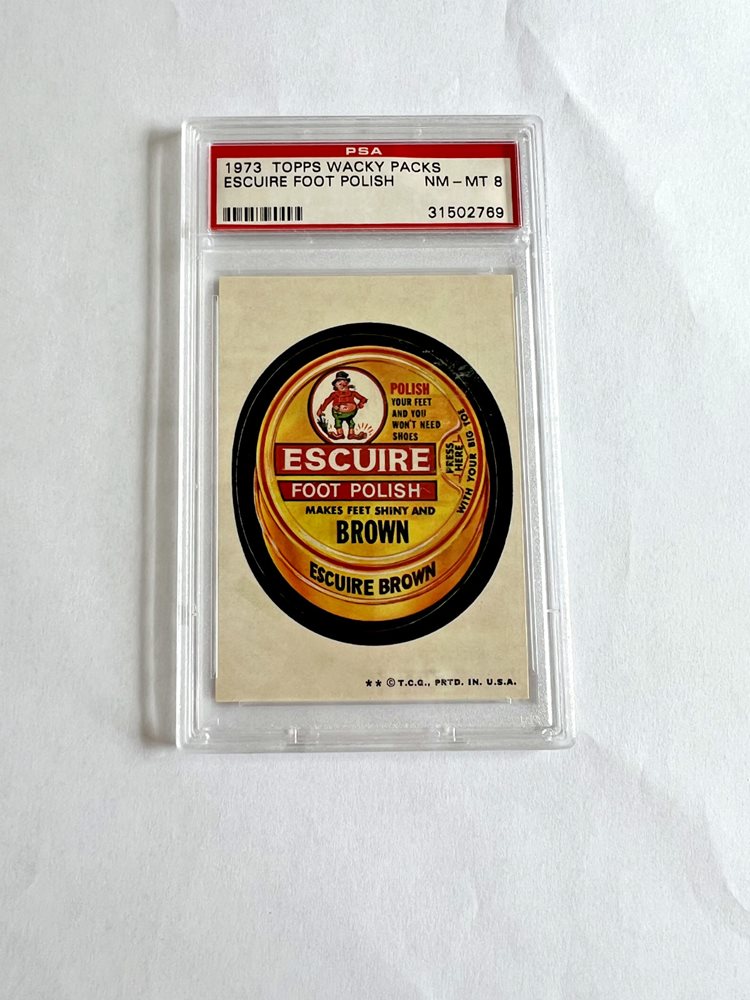 PSA
1973 TOPPS WACKY PACKS
ESCUIRE FOOT POLISH NM-MT 8
31502769
POLISH
YOUR FEET
AND YOU
WON'T NEED
SHOES
PRESS
HERE
WITH YOUR BIG TOE
ESCUIRE
FOOT POLISH
MAKES FEET SHINY AND
BROWN
ESCUIRE BROWN
** © T.C.G., PRTD. IN. U.S.A.